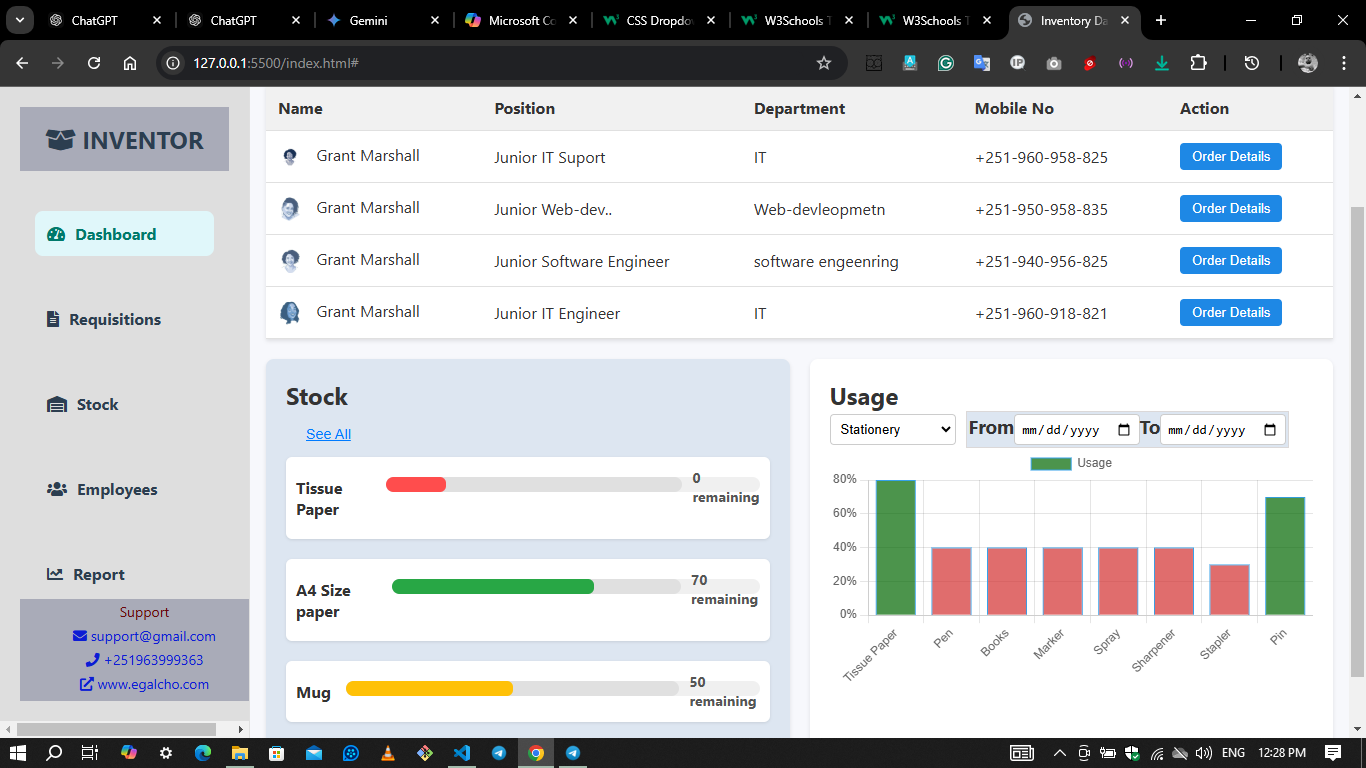 ChatGPT
ChatGPT
Gemini
Microsoft Co
CSS Dropdo
W3Schools T
W3Schools T
Inventory Da
127.0.0.1:5500/index.html#
INVENTOR
Dashboard
Requisitions
Stock
Employees
Report
Support
support@gmail.com
+251963999363
www.egalcho.com
Name Position Department Mobile No Action
Grant Marshall Junior IT Suport IT +251-960-958-825 Order Details
Grant Marshall Junior Web-dev.. Web-devleopmetn +251-950-958-835 Order Details
Grant Marshall Junior Software Engineer software engeenring +251-940-956-825 Order Details
Grant Marshall Junior IT Engineer IT +251-960-918-821 Order Details
Stock
See All
Tissue
Paper
0
remaining
A4 Size
paper
70
remaining
Mug
50
remaining
Usage
Stationery From mm/dd/yyyy To mm/dd/yyyy
Usage
80%
60%
40%
20%
0%
Tissue Paper
Pen
Books
Marker
Spray
Sharpener
Stapler
Pin
ENG 12:28 PM